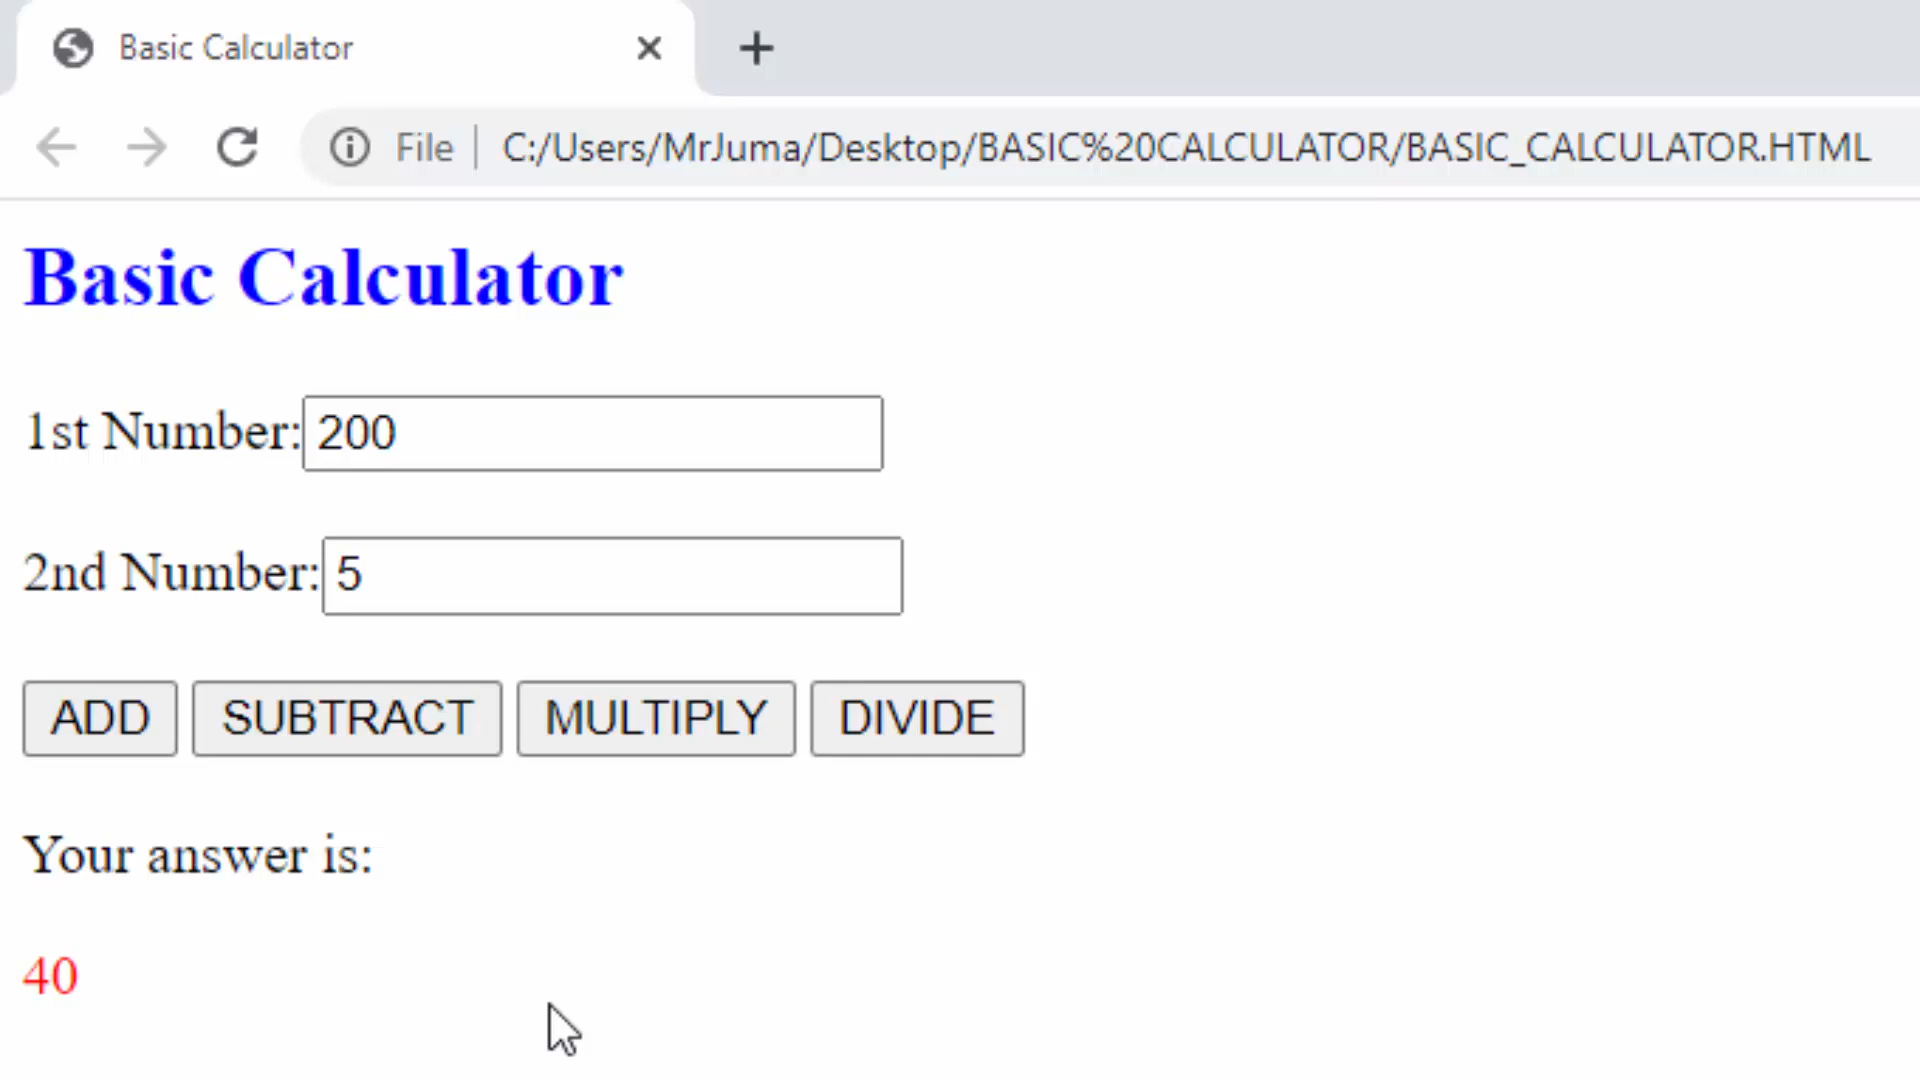 Basic Calculator
File C:/Users/MrJuma/Desktop/BASIC%20CALCULATOR/BASIC_CALCULATOR.HTML
Basic Calculator
1st Number: 200
2nd Number: 5
ADD SUBTRACT MULTIPLY DIVIDE
Your answer is:
40